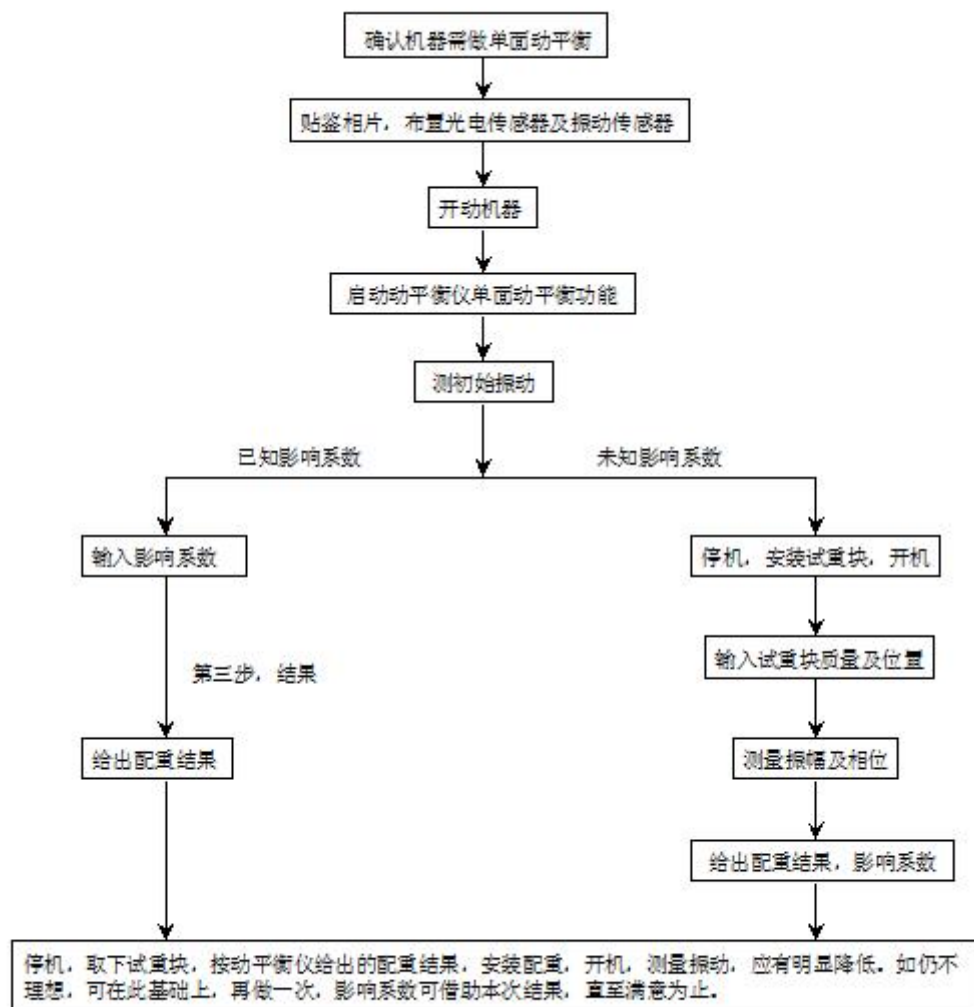 确认机器需做单面动平衡
贴鉴相片，布置光电传感器及振动传感器
开动机器
启动动平衡仪单面动平衡功能
测初始振动
已知影响系数
未知影响系数
输入影响系数
停机，安装试重块，开机
输入试重块质量及位置
第三步，结果
给出配重结果
测量振幅及相位
给出配重结果，影响系数
停机，取下试重块，按动平衡仪给出的配重结果，安装配重，开机，测量振动，应有明显降低。如仍不
理想，可在此基础上，再做一次，影响系数可借助本次结果，直至满意为止。